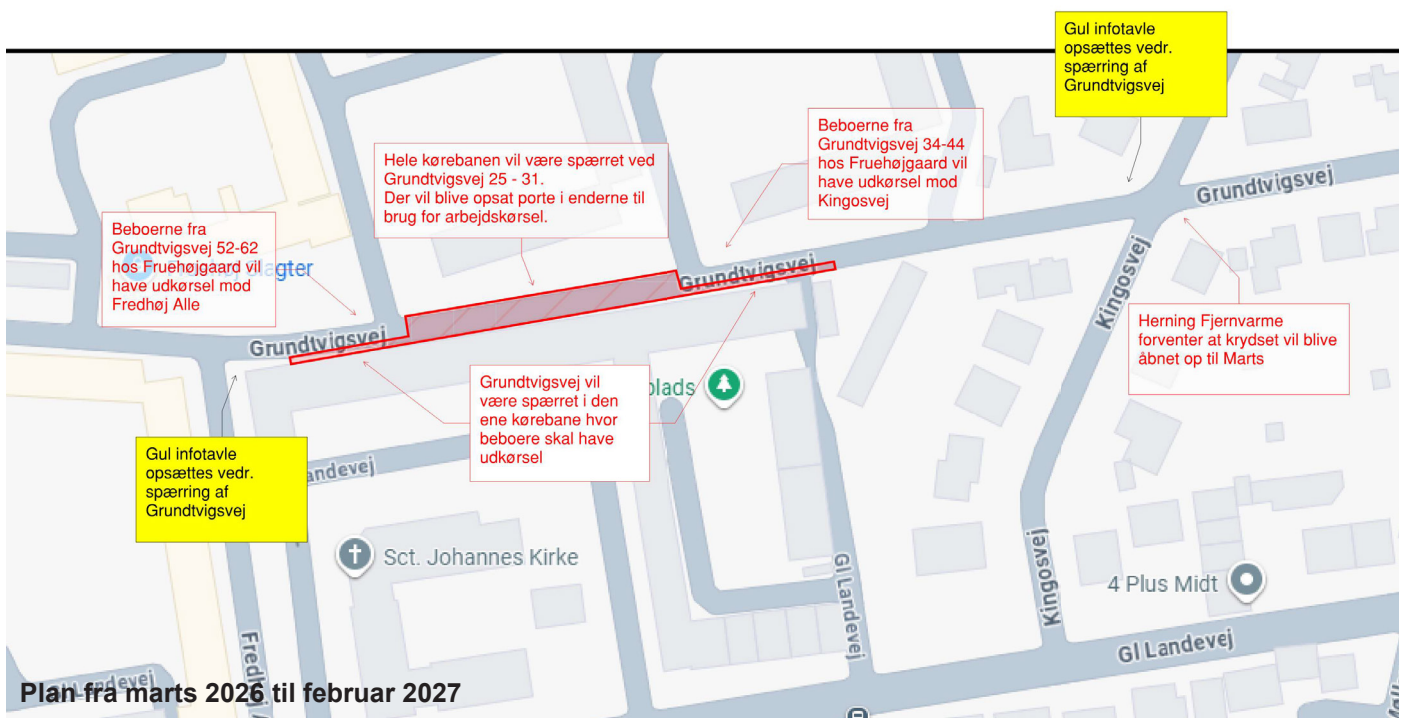 Gul infotavle
opsættes vedr.
spærring af
Grundtvigsvej
Beboerne fra
Grundtvigsvej 34-44
hos Fruehøjgaard vil
have udkørsel mod
Kingosvej
Hele kørebanen vil være spærret ved
Grundtvigsvej 25 - 31.
Der vil blive opsat porte i enderne til
brug for arbejdskørsel.
Grundtvigsvej
Beboerne fra
Grundtvigsvej 52-62
hos Fruehøjgaard vil
have udkørsel mod
Fredhøj Alle
Grundtvigsvej
Kingosvej
Herning Fjernvarme
forventer at krydset vil blive
åbnet op til Marts
Grundtvigsvej
Grundtvigsvej vil
være spærret i den
ene kørebane hvor
beboere skal have
udkørsel
Gul infotavle
opsættes vedr.
spærring af
Grundtvigsvej
Sct. Johannes Kirke
Gl Landevej
Kingosvej
4 Plus Midt
Gl Landevej
Gl Landevej
Plan fra marts 2026 til februar 2027